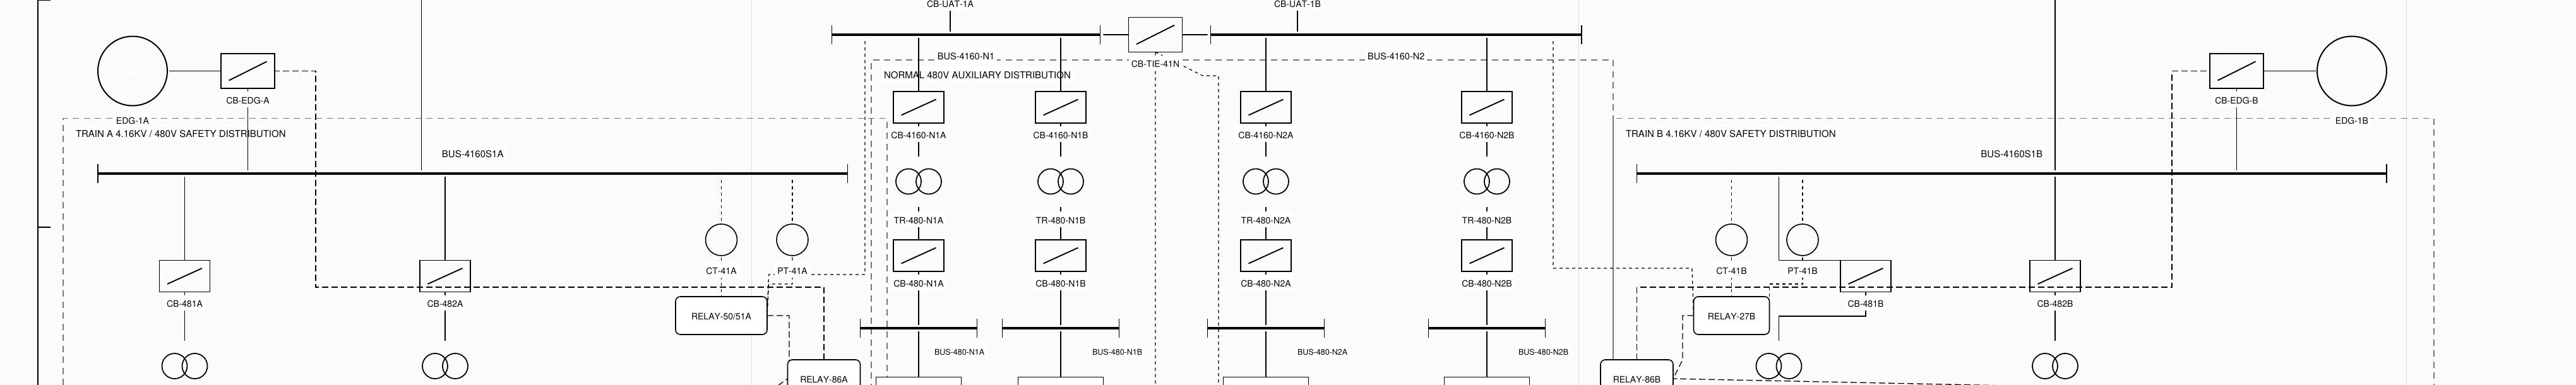 CB-UAT-1A
CB-UAT-1B
BUS-4160-N1
CB-TIE-41N
BUS-4160-N2
NORMAL 480V AUXILIARY DISTRIBUTION
CB-EDG-A
CB-EDG-B
EDG-1A
EDG-1B
TRAIN A 4.16KV / 480V SAFETY DISTRIBUTION
CB-4160-N1A
CB-4160-N1B
CB-4160-N2A
CB-4160-N2B
TRAIN B 4.16KV / 480V SAFETY DISTRIBUTION
BUS-4160S1A
BUS-4160S1B
TR-480-N1A
TR-480-N1B
TR-480-N2A
TR-480-N2B
CT-41A
PT-41A
CT-41B
PT-41B
CB-480-N1A
CB-480-N1B
CB-480-N2A
CB-480-N2B
CB-481A
CB-482A
CB-481B
CB-482B
RELAY-50/51A
RELAY-27B
BUS-480-N1A
BUS-480-N1B
BUS-480-N2A
BUS-480-N2B
RELAY-86A
RELAY-86B